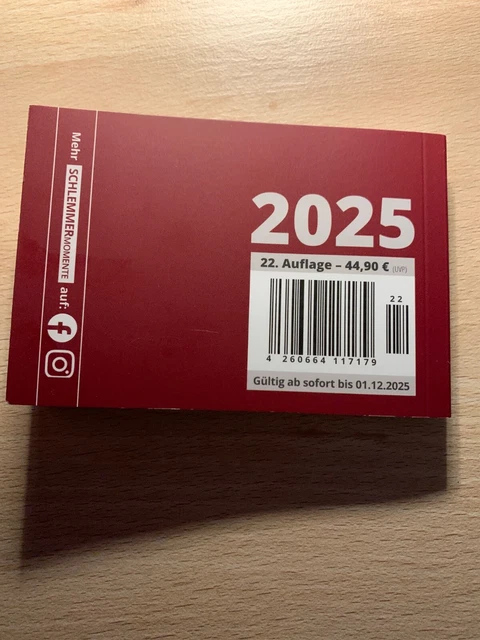 Mehr SCHLEMMERMOMENTE auf:
2025
22. Auflage – 44,90 € (UVP)
22
4 260664 117179
Gültig ab sofort bis 01.12.2025